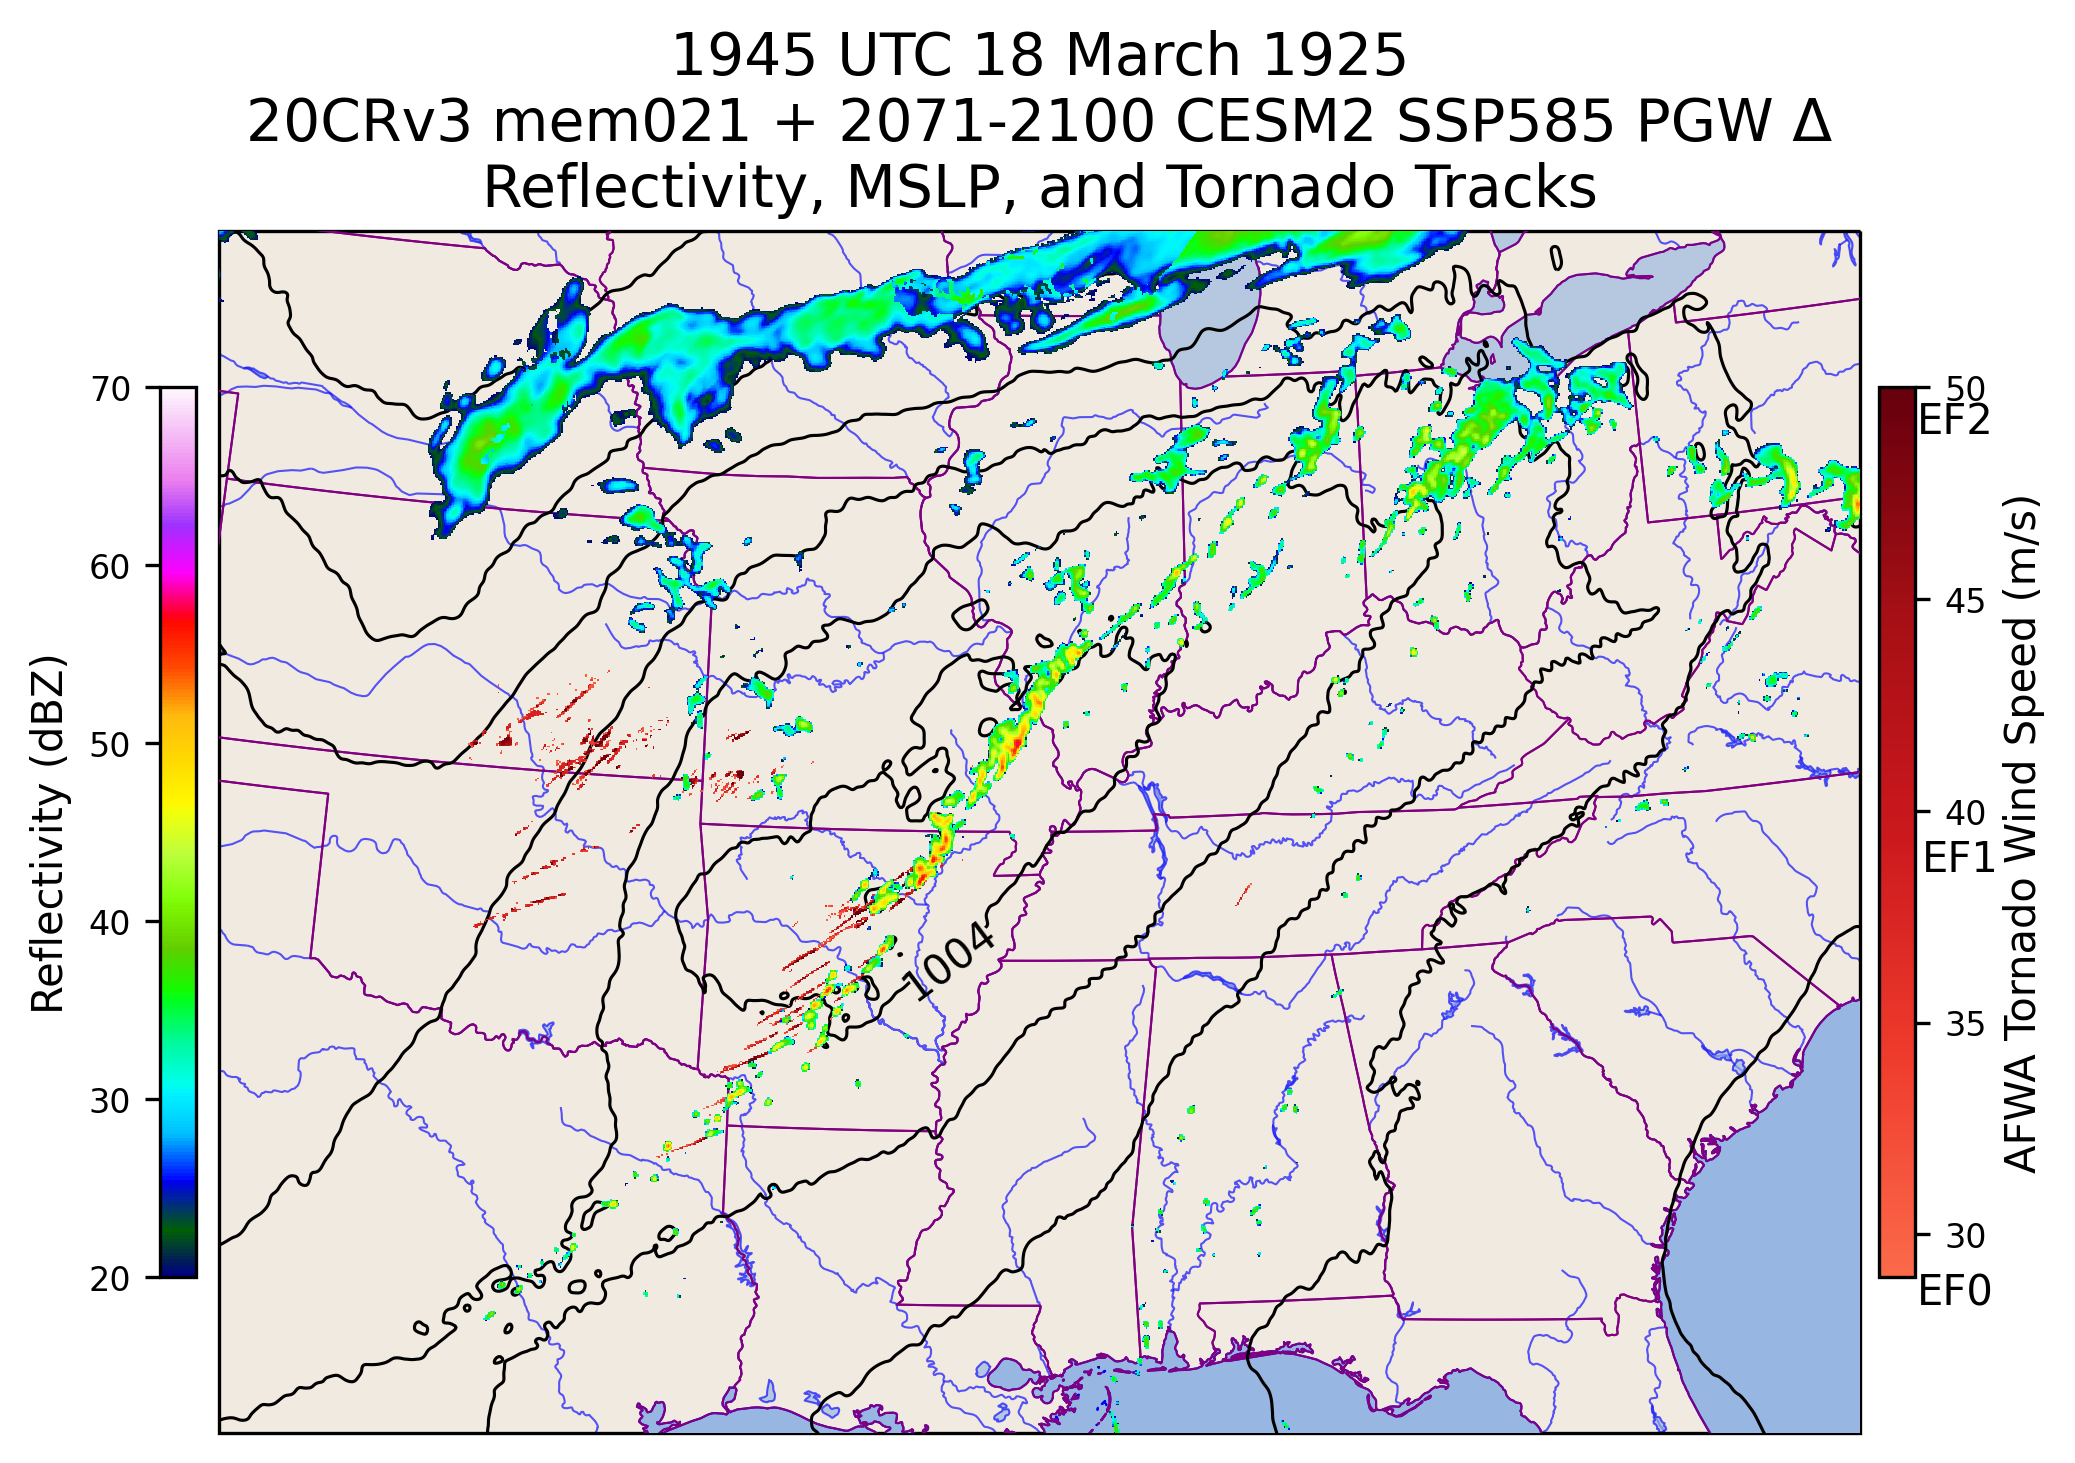 1945 UTC 18 March 1925
20CRv3 mem021 + 2071-2100 CESM2 SSP585 PGW Δ
Reflectivity, MSLP, and Tornado Tracks
70
60
50
40
30
20
Reflectivity (dBZ)
1004
50
EF2
45
40
EF1
35
30
EF0
AFWA Tornado Wind Speed (m/s)